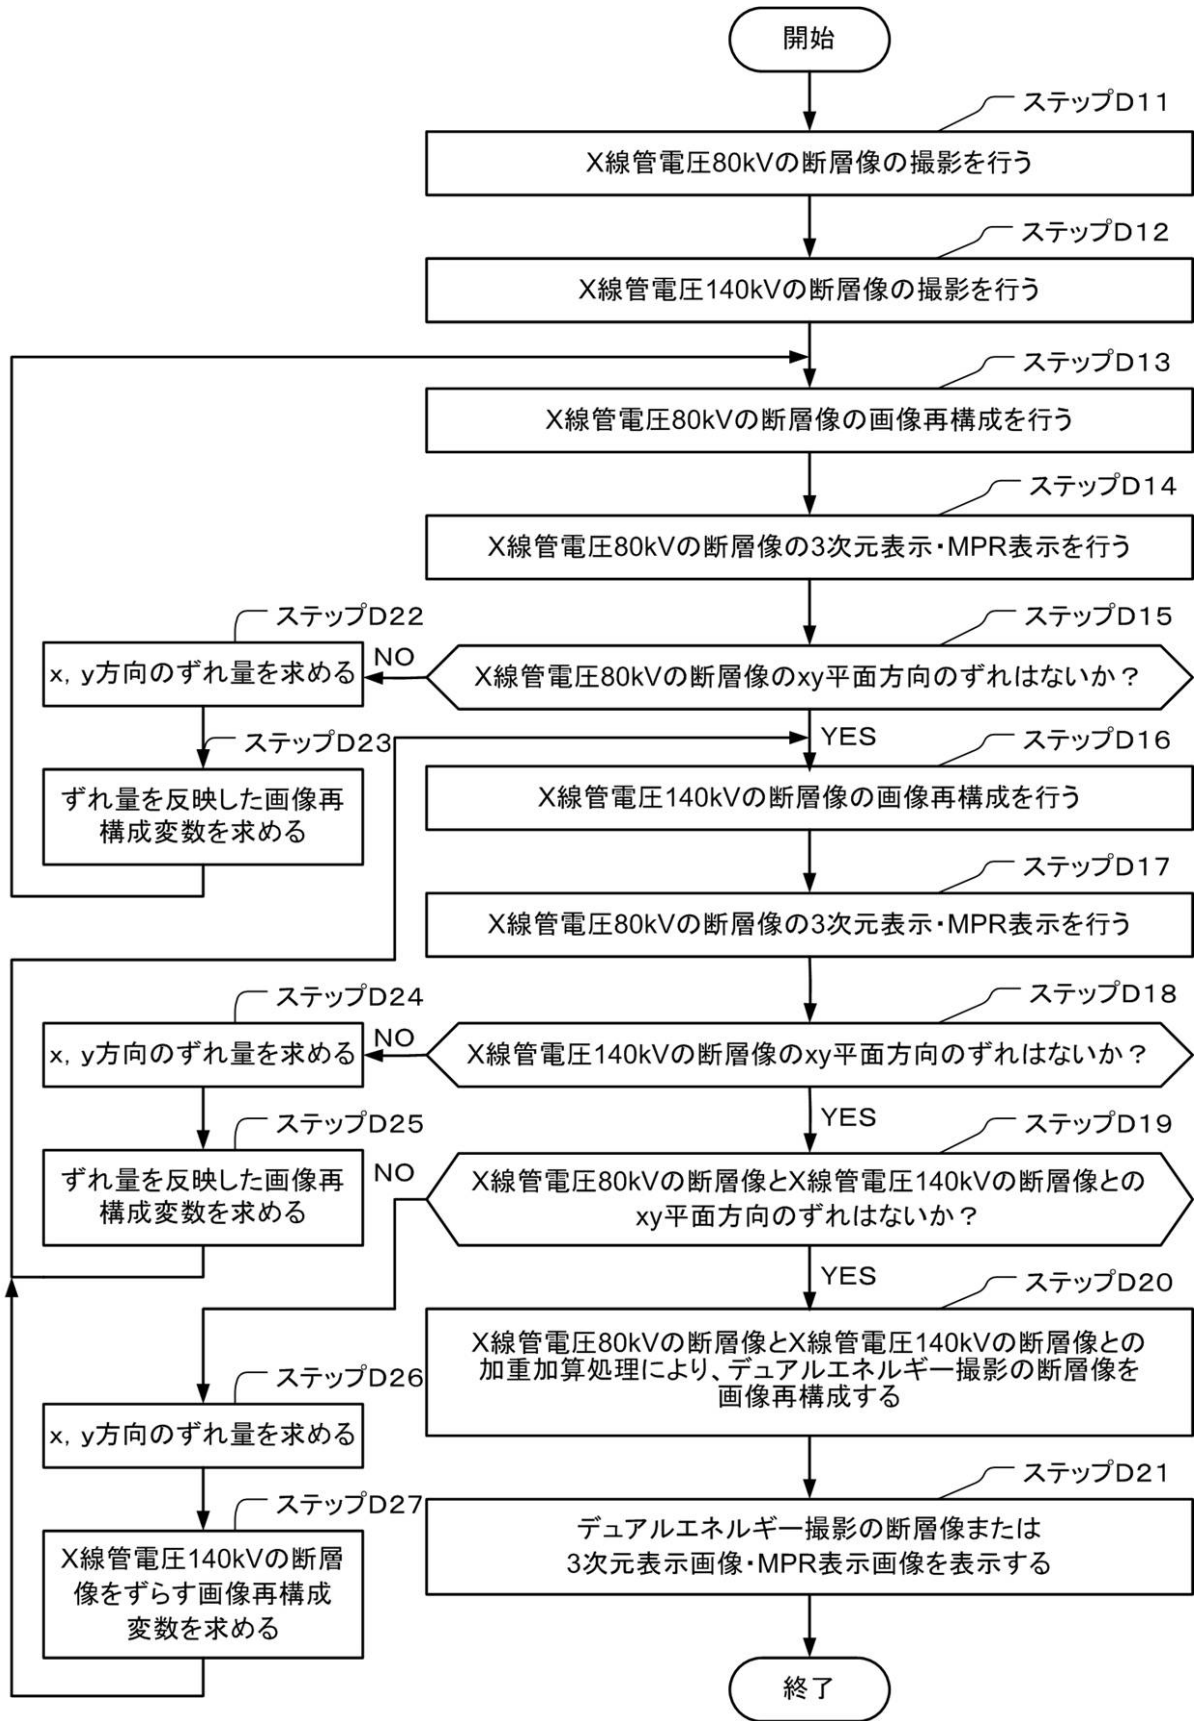 開始
ステップD11
X線管電圧80kVの断層像の撮影を行う
ステップD12
X線管電圧140kVの断層像の撮影を行う
ステップD13
X線管電圧80kVの断層像の画像再構成を行う
ステップD14
X線管電圧80kVの断層像の3次元表示・MPR表示を行う
ステップD22
x, y方向のずれ量を求める
NO
ステップD15
X線管電圧80kVの断層像のxy平面方向のずれはないか？
YES
ステップD23
ずれ量を反映した画像再
構成変数を求める
ステップD16
X線管電圧140kVの断層像の画像再構成を行う
ステップD17
X線管電圧80kVの断層像の3次元表示・MPR表示を行う
ステップD24
x, y方向のずれ量を求める
NO
ステップD18
X線管電圧140kVの断層像のxy平面方向のずれはないか？
YES
ステップD25
ずれ量を反映した画像再
構成変数を求める
NO
ステップD19
X線管電圧80kVの断層像とX線管電圧140kVの断層像との
xy平面方向のずれはないか？
YES
ステップD20
X線管電圧80kVの断層像とX線管電圧140kVの断層像との
加重加算処理により、デュアルエネルギー撮影の断層像を
画像再構成する
ステップD26
x, y方向のずれ量を求める
ステップD21
デュアルエネルギー撮影の断層像または
3次元表示画像・MPR表示画像を表示する
ステップD27
X線管電圧140kVの断層
像をずらす画像再構成
変数を求める
終了